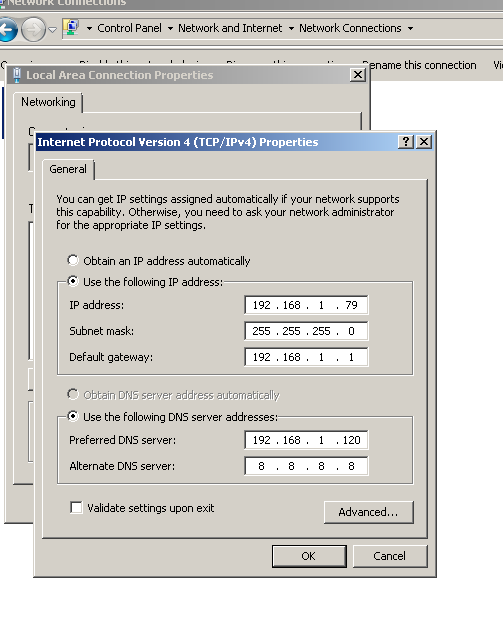 Network Connections
Control Panel Network and Internet Network Connections
Rename this connection
Local Area Connection Properties
Networking
Internet Protocol Version 4 (TCP/IPv4) Properties
General
You can get IP settings assigned automatically if your network supports
this capability. Otherwise, you need to ask your network administrator
for the appropriate IP settings.
Obtain an IP address automatically
Use the following IP address:
IP address: 192 . 168 . 1 . 79
Subnet mask: 255 . 255 . 255 . 0
Default gateway: 192 . 168 . 1 . 1
Obtain DNS server address automatically
Use the following DNS server addresses:
Preferred DNS server: 192 . 168 . 1 . 120
Alternate DNS server: 8 . 8 . 8 . 8
Validate settings upon exit
Advanced...
OK Cancel